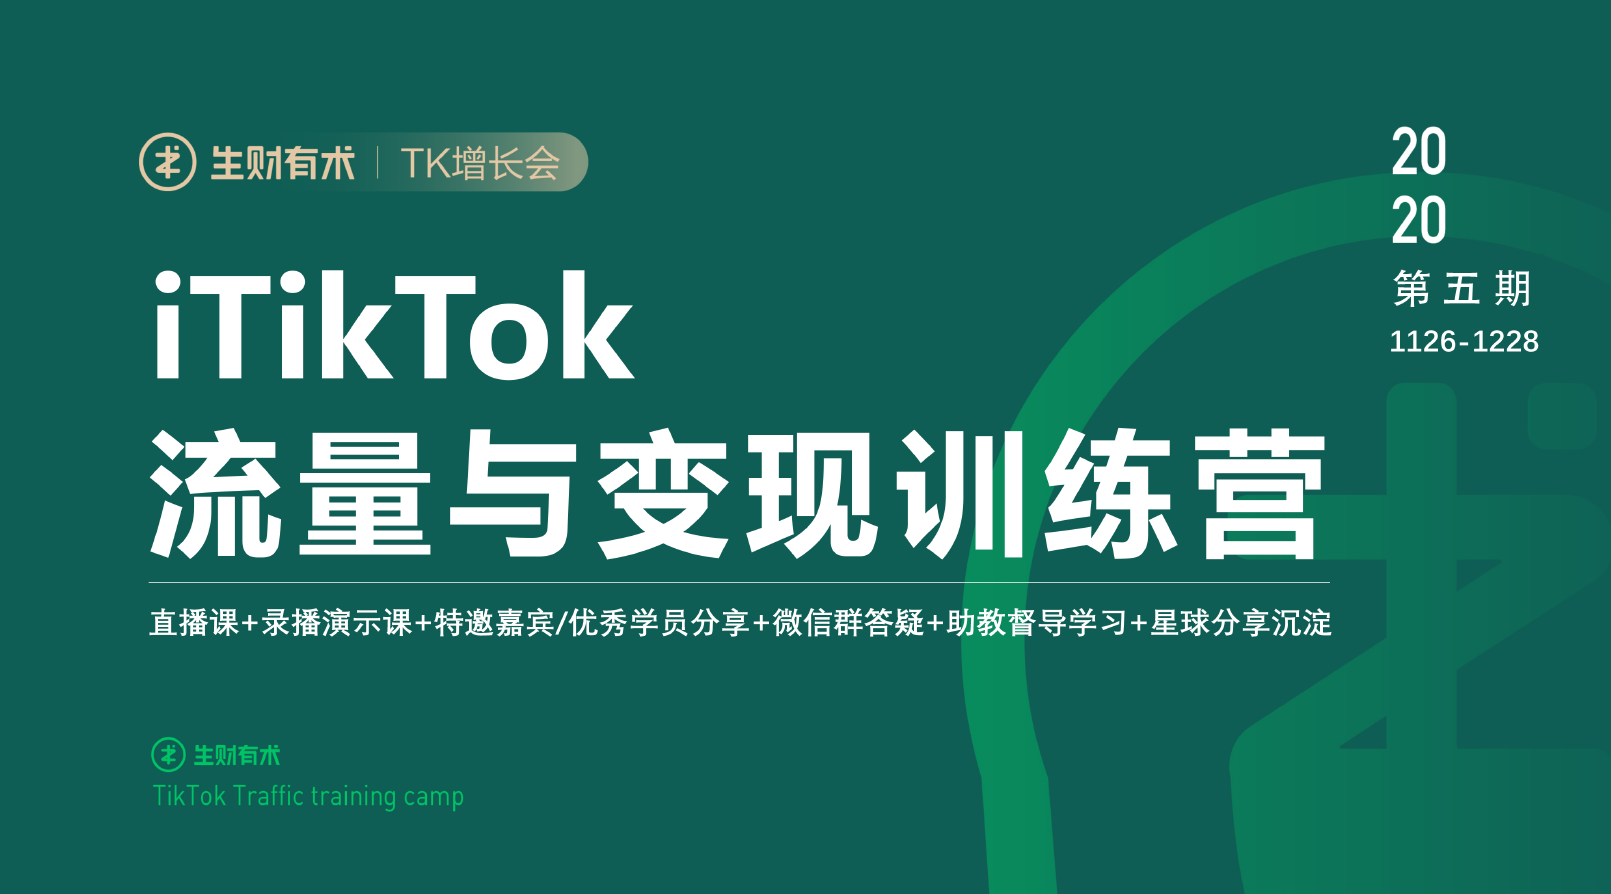 生财有术 | TK增长会
20
20
第五期
1126-1228
iTikTok
流量与变现训练营
直播课+录播演示课+特邀嘉宾/优秀学员分享+微信群答疑+助教督导学习+星球分享沉淀
生财有术
TikTok Traffic training camp